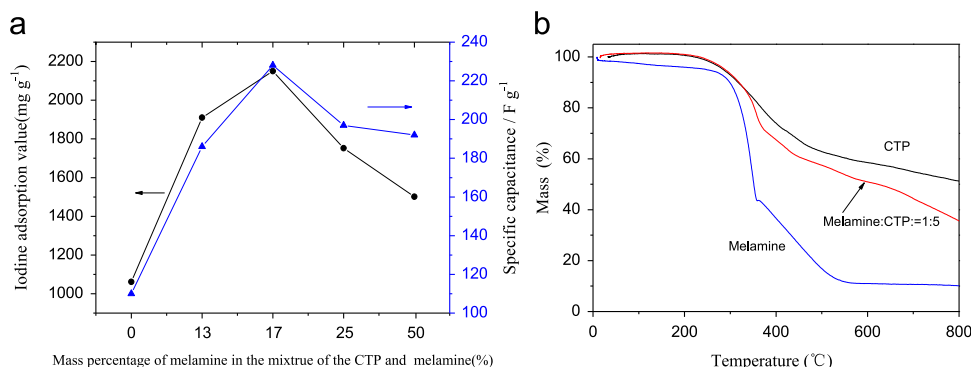 a
Iodine adsorption value(mg g⁻¹)
2200
2000
1800
1600
1400
1200
1000
240
220
200
180
160
140
120
100
Specific capacitance / F g⁻¹
0 13 17 25 50
Mass percentage of melamine in the mixtrue of the CTP and melamine(%)
b
Mass (%)
100
80
60
40
20
0
CTP
Melamime:CTP:=1:5
Melamine
0 200 400 600 800
Temperature (℃)